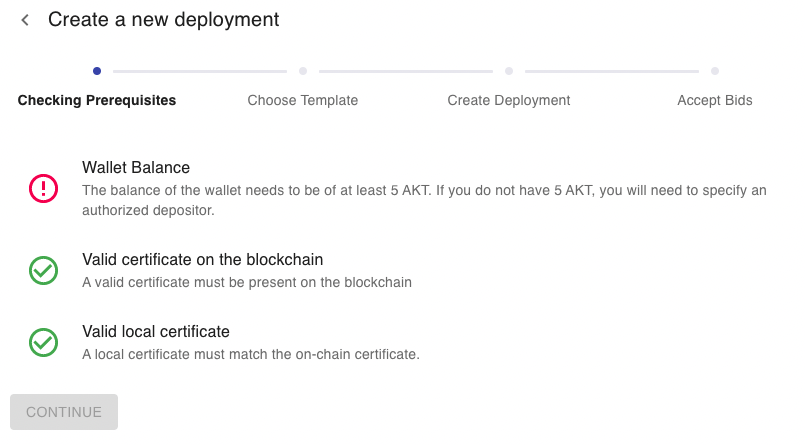 Create a new deployment
Checking Prerequisites
Choose Template
Create Deployment
Accept Bids
Wallet Balance
The balance of the wallet needs to be of at least 5 AKT. If you do not have 5 AKT, you will need to specify an
authorized depositor.
Valid certificate on the blockchain
A valid certificate must be present on the blockchain
Valid local certificate
A local certificate must match the on-chain certificate.
CONTINUE